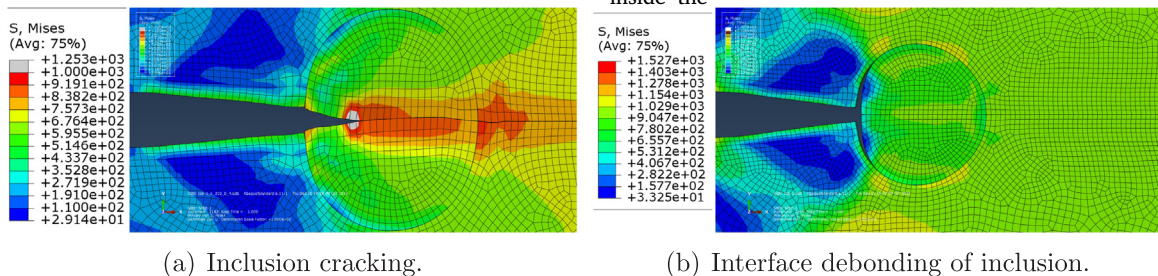 inside the
S, Mises
(Avg: 75%)
+1.253e+03
+1.000e+03
+9.191e+02
+8.382e+02
+7.573e+02
+6.764e+02
+5.955e+02
+5.146e+02
+4.337e+02
+3.528e+02
+2.719e+02
+1.910e+02
+1.100e+02
+2.914e+01
S, Mises
(Avg: 75%)
+1.527e+03
+1.403e+03
+1.278e+03
+1.154e+03
+1.029e+03
+9.047e+02
+7.802e+02
+6.557e+02
+5.312e+02
+4.067e+02
+2.822e+02
+1.577e+02
+3.325e+01
(a) Inclusion cracking.
(b) Interface debonding of inclusion.